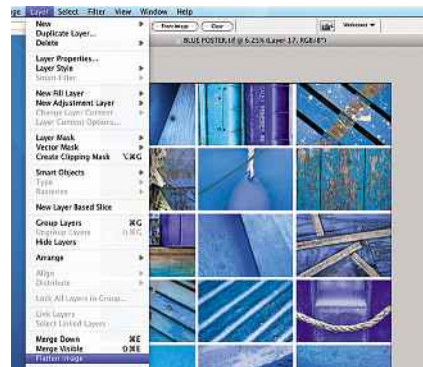 ge Layer Select Filter View Window Help
New
Duplicate Layer...
Delete
Layer Properties...
Layer Style
Smart Filter
New Fill Layer
New Adjustment Layer
Change Layer Content
Layer Content Options...
Layer Mask
Vector Mask
Create Clipping Mask ⌥⌘G
Smart Objects
Type
Rasterize
New Layer Based Slice
Group Layers ⌘G
Ungroup Layers ⇧⌘G
Hide Layers
Arrange
Align
Distribute
Lock All Layers in Group...
Link Layers
Select Linked Layers
Merge Down ⌘E
Merge Visible ⇧⌘E
Flatten Image
Print Image Clear Workspace
BLUE POSTER.tif @ 6.25% (Layer 17, RGB/8*)